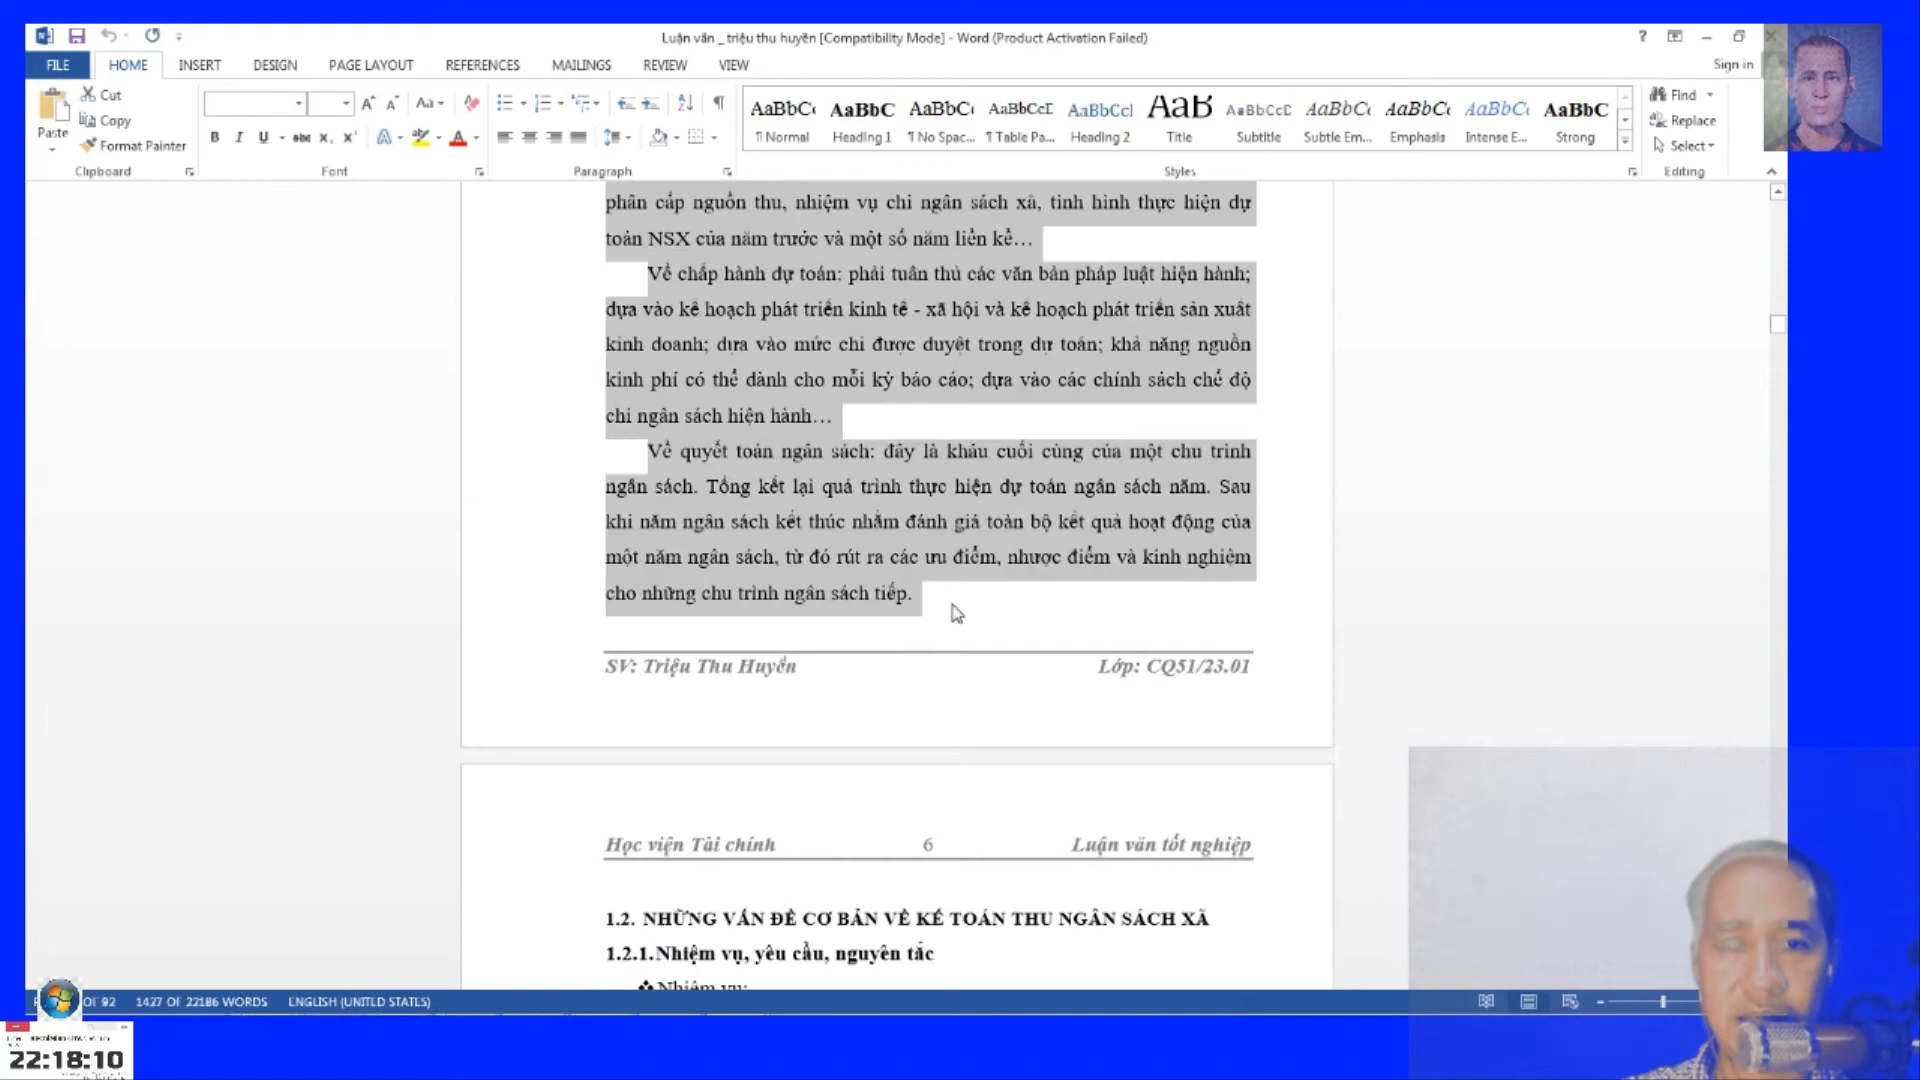 Luận văn _ triệu thu huyền [Compatibility Mode] - Word (Product Activation Failed)
FILE HOME INSERT DESIGN PAGE LAYOUT REFERENCES MAILINGS REVIEW VIEW Sign in
Paste
Cut
Copy
Format Painter
Clipboard Font Paragraph Styles Editing
AaBbC AaBbC AaBbC AaBbCcD AaBbCcI AaB AaBbCcD AaBbC AaBbC AaBbC AaBbC
¶ Normal Heading 1 ¶ No Spac... ¶ Table Pa... Heading 2 Title Subtitle Subtle Em... Emphasis Intense E... Strong
Find
Replace
Select
phân cấp nguồn thu, nhiệm vụ chi ngân sách xã, tình hình thực hiện dự
toán NSX của năm trước và một số năm liền kề…
Về chấp hành dự toán: phải tuân thủ các văn bản pháp luật hiện hành;
dựa vào kế hoạch phát triển kinh tế - xã hội và kế hoạch phát triển sản xuất
kinh doanh; dựa vào mức chi được duyệt trong dự toán; khả năng nguồn
kinh phí có thể dành cho mỗi kỳ báo cáo; dựa vào các chính sách chế độ
chi ngân sách hiện hành…
Về quyết toán ngân sách: đây là khâu cuối cùng của một chu trình
ngân sách. Tổng kết lại quá trình thực hiện dự toán ngân sách năm. Sau
khi năm ngân sách kết thúc nhằm đánh giá toàn bộ kết quả hoạt động của
một năm ngân sách, từ đó rút ra các ưu điểm, nhược điểm và kinh nghiệm
cho những chu trình ngân sách tiếp.
SV: Triệu Thu Huyền Lớp: CQ51/23.01
Học viện Tài chính 6 Luận văn tốt nghiệp
1.2. NHỮNG VẤN ĐỀ CƠ BẢN VỀ KẾ TOÁN THU NGÂN SÁCH XÃ
1.2.1.Nhiệm vụ, yêu cầu, nguyên tắc
❖ Nhiệm vụ:
OF 92 1427 OF 22186 WORDS ENGLISH (UNITED STATES)
22:18:10